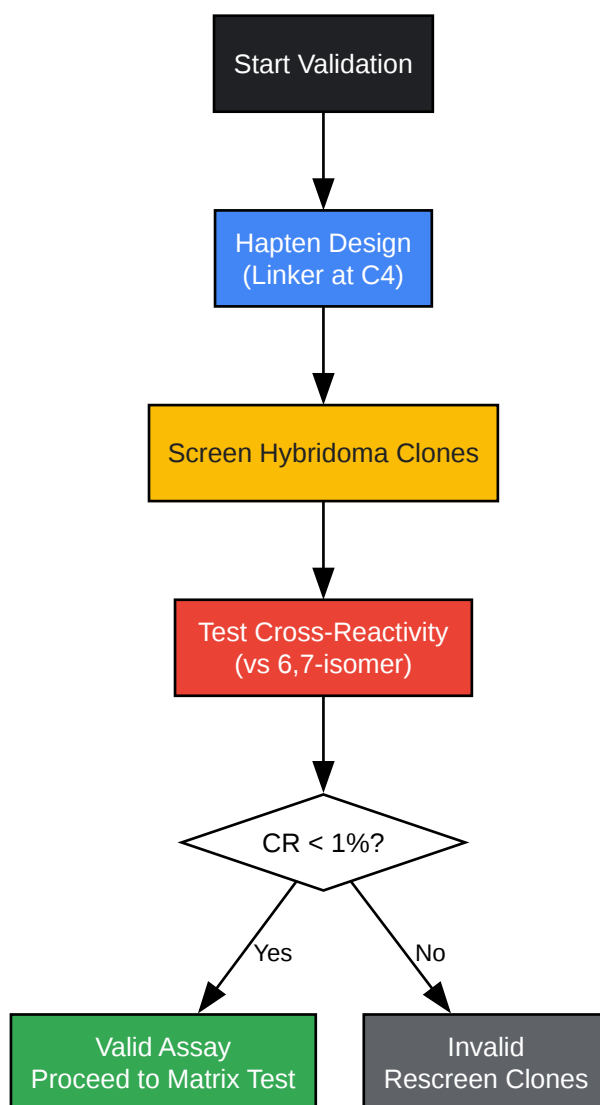 Start Validation
Hapten Design
(Linker at C4)
Screen Hybridoma Clones
Test Cross-Reactivity
(vs 6,7-isomer)
CR < 1%?
Yes
No
Valid Assay
Proceed to Matrix Test
Invalid
Rescreen Clones